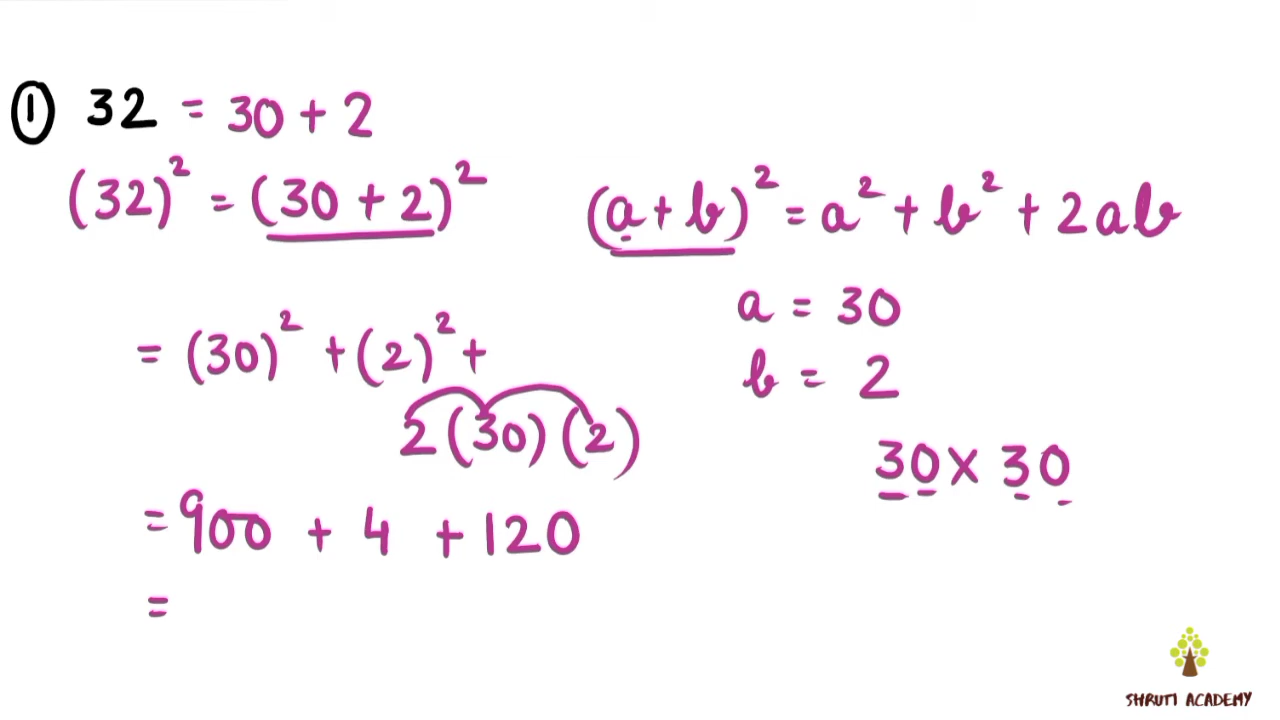 ① 32 = 30 + 2
(32)² = (30 + 2)²
(a + b)² = a² + b² + 2ab
a = 30
b = 2
= (30)² + (2)² +
2(30)(2)
30 × 30
= 900 + 4 + 120
=
SHRUTI ACADEMY